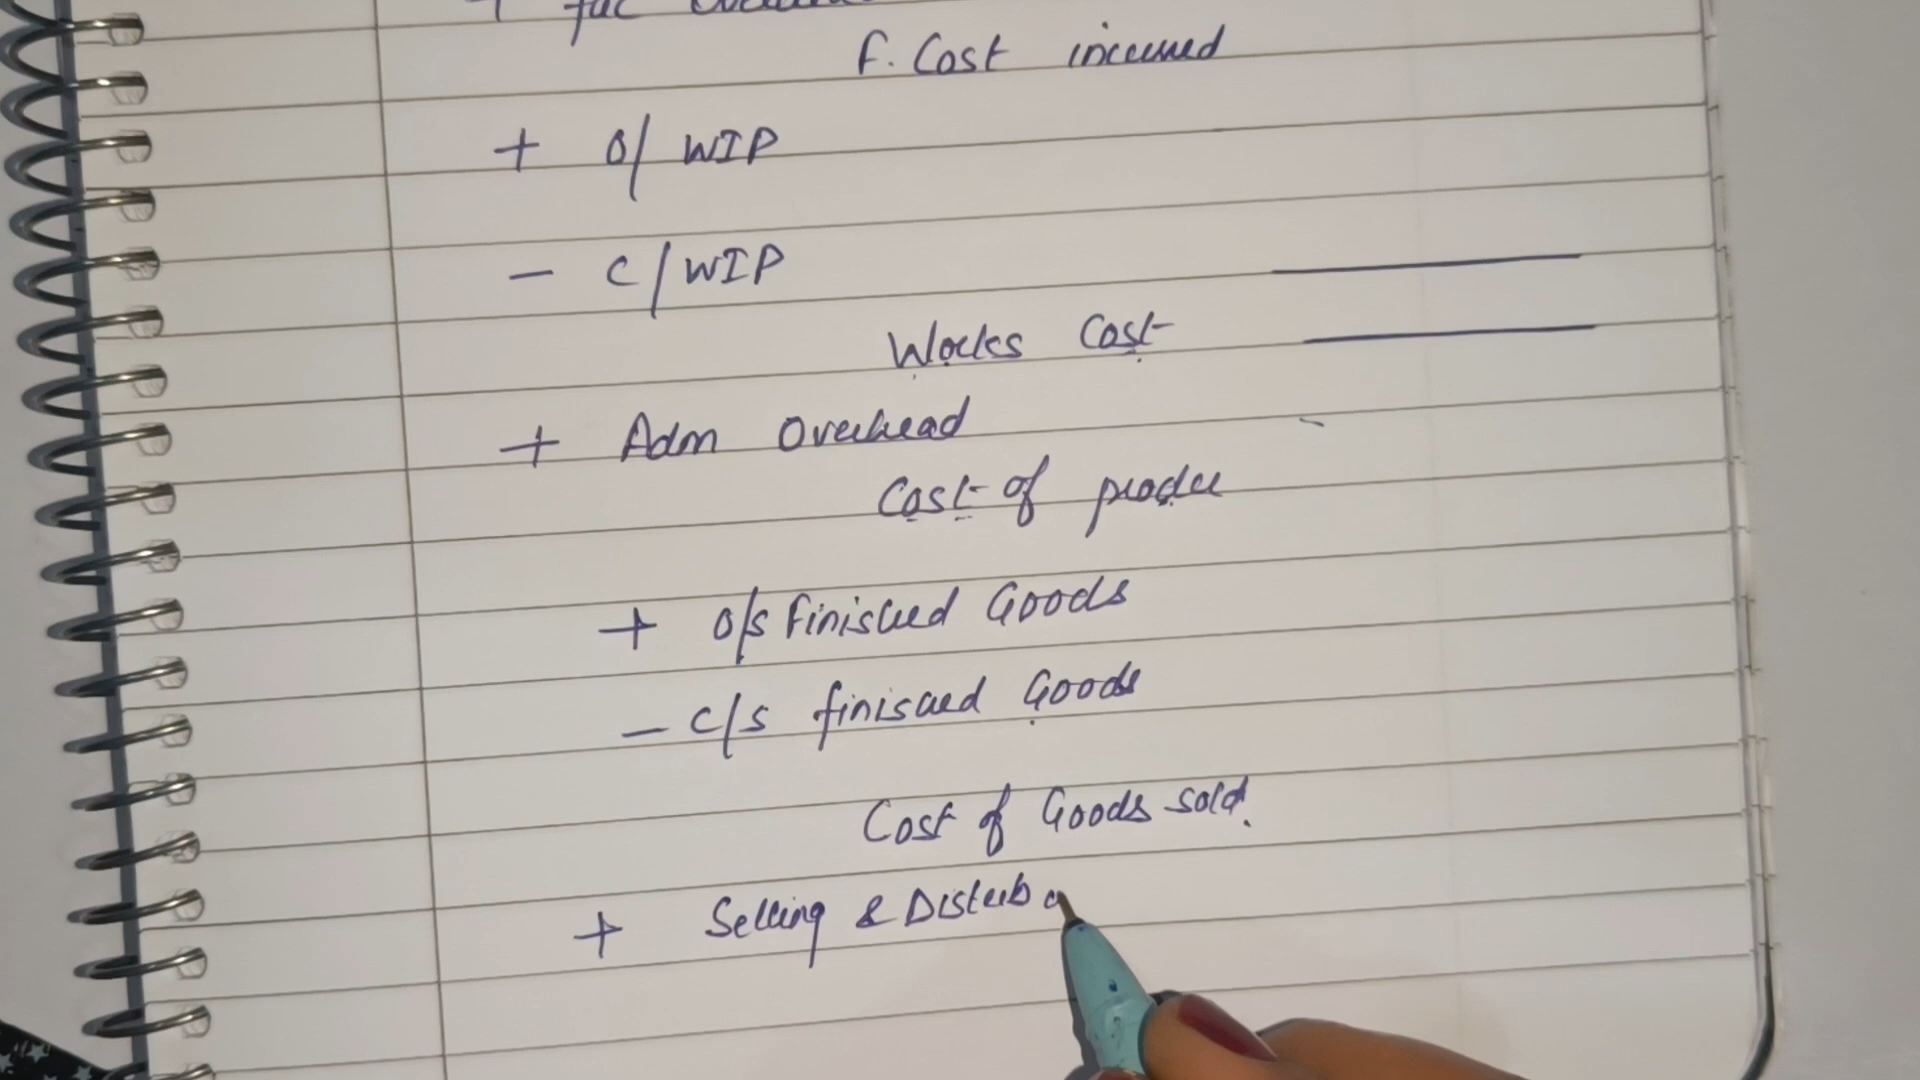 + fac
F. Cost incurred
+ O/ WIP
- C/WIP
Works Cost
+ Adm Overhead
Cost of produc
+ O/s Finished Goods
- C/s finished Goods
Cost of Goods sold.
+ Selling & Distrib o